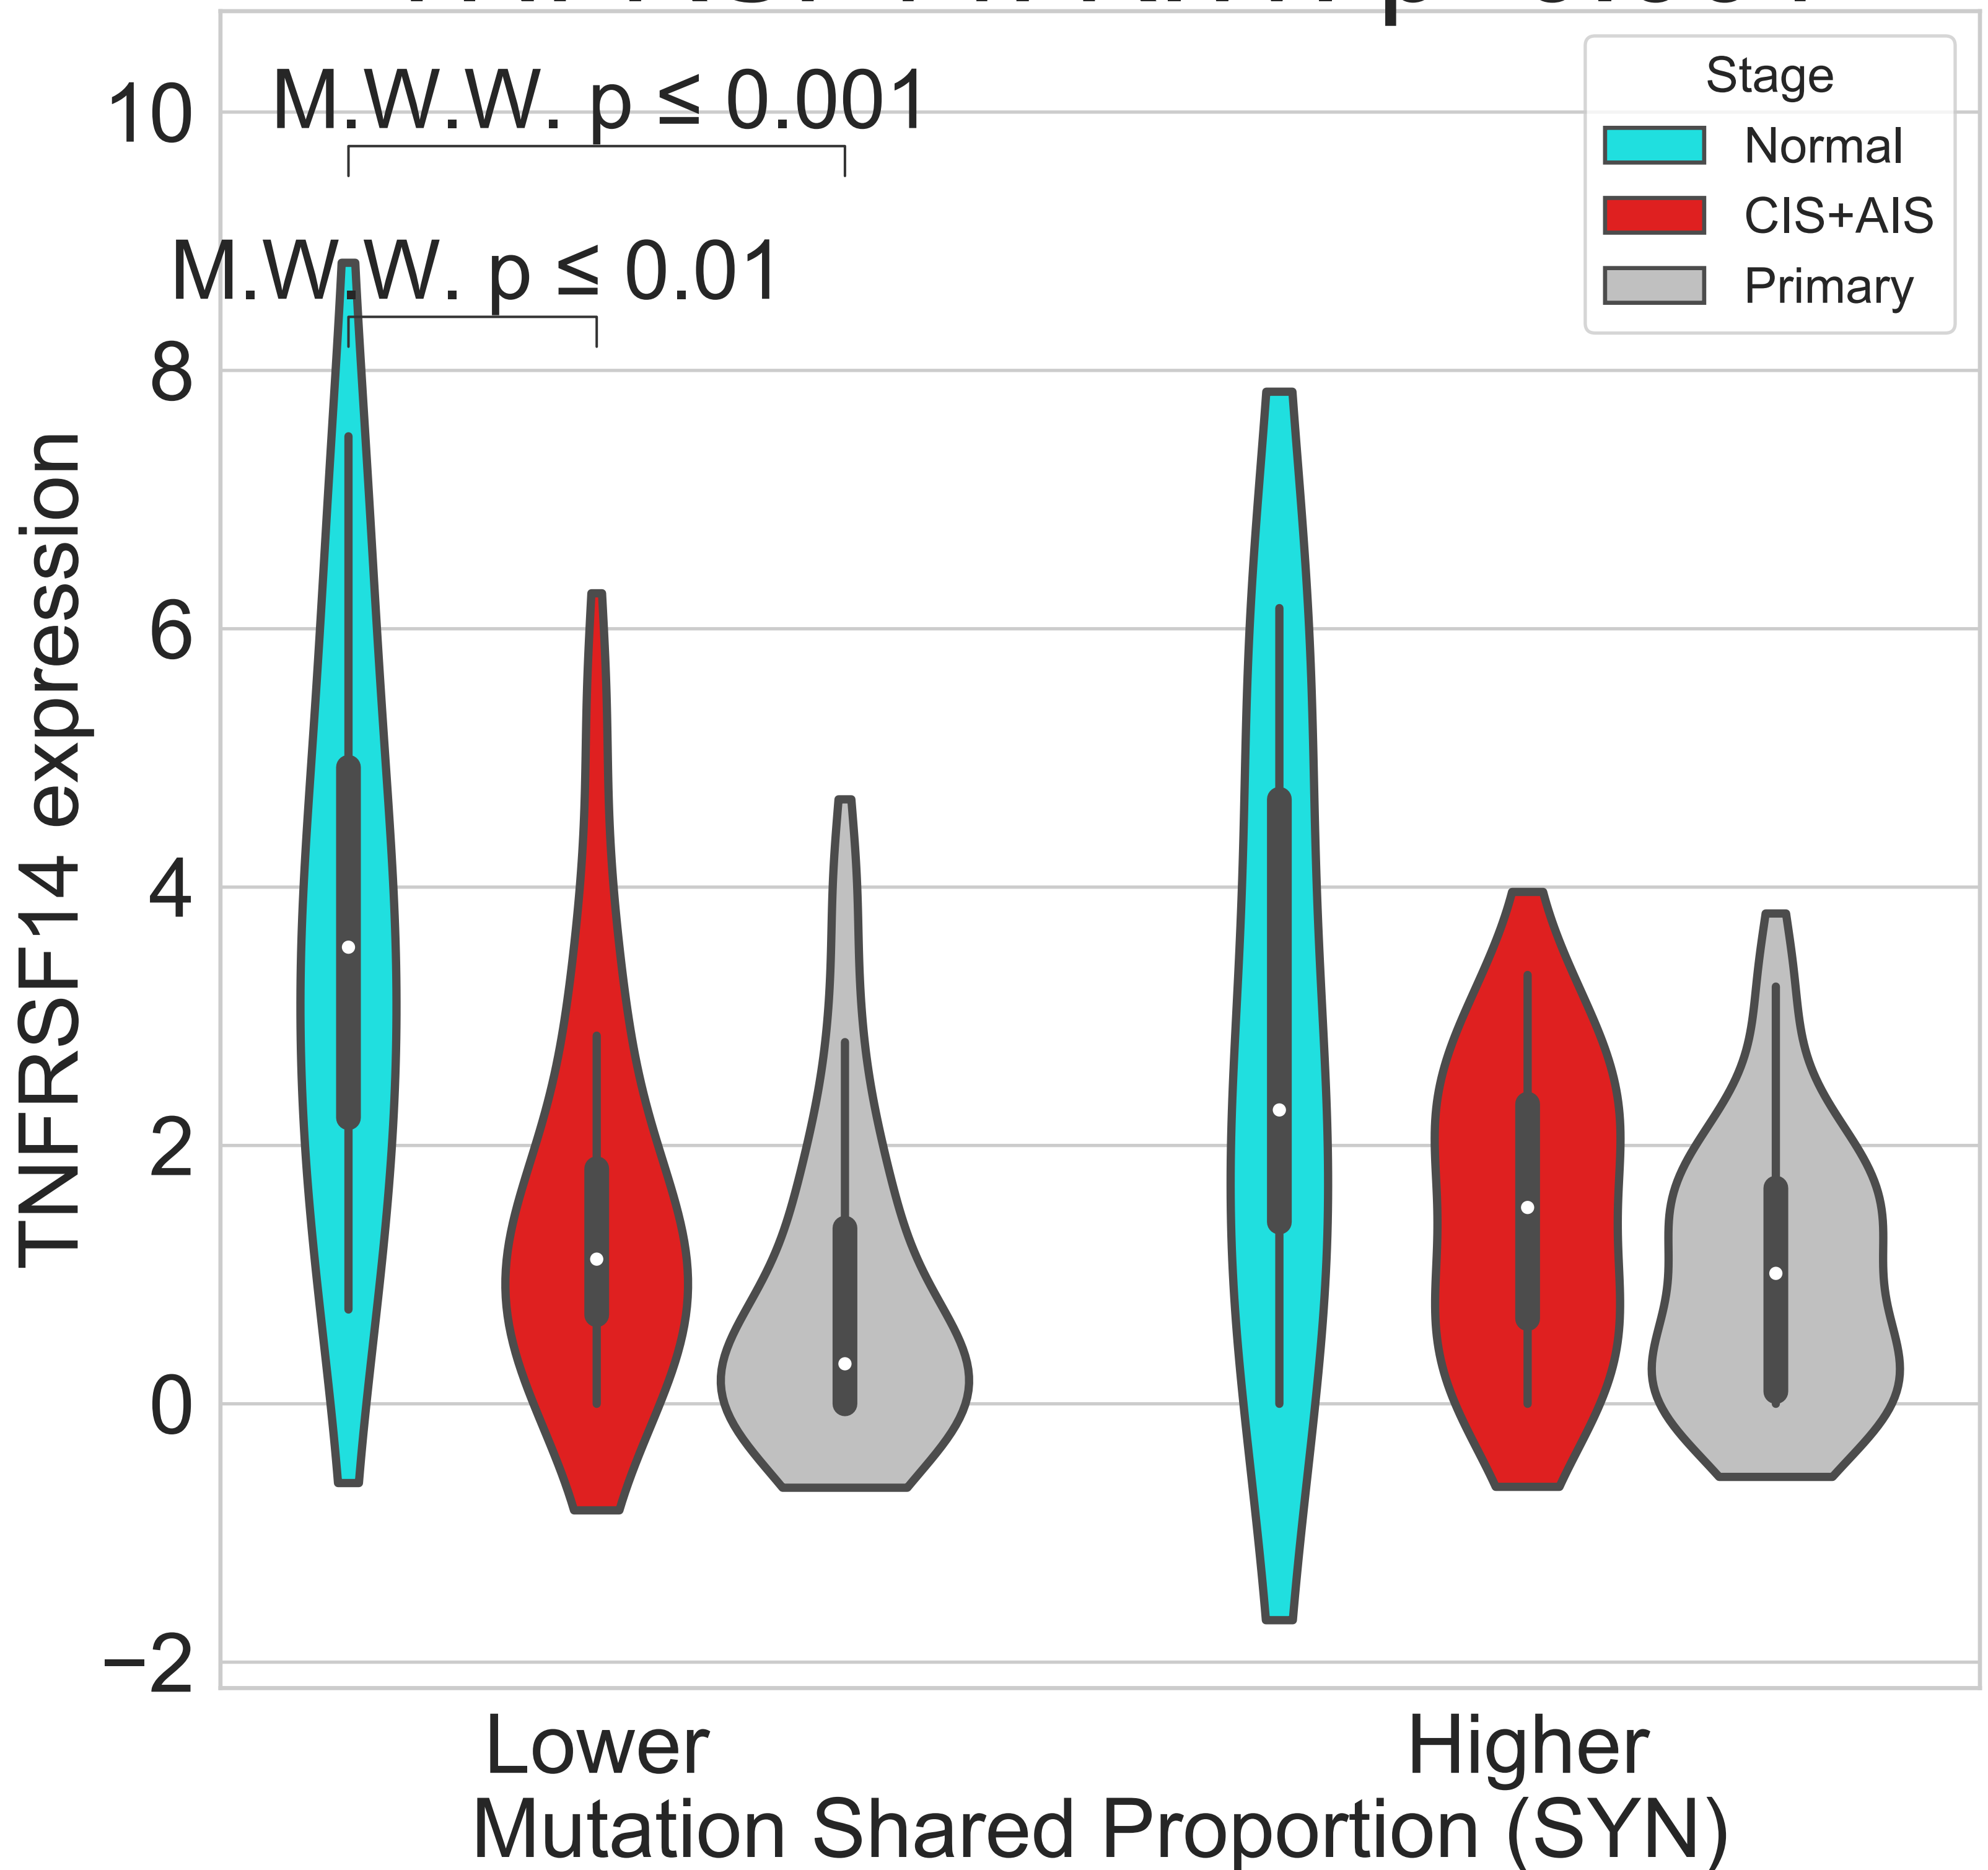 M.W.W. p ≤ 0.001
M.W.W. p ≤ 0.01
Stage
Normal
CIS+AIS
Primary
10
8
6
4
2
0
−2
TNFRSF14 expression
Lower
Higher
Mutation Shared Proportion (SYN)